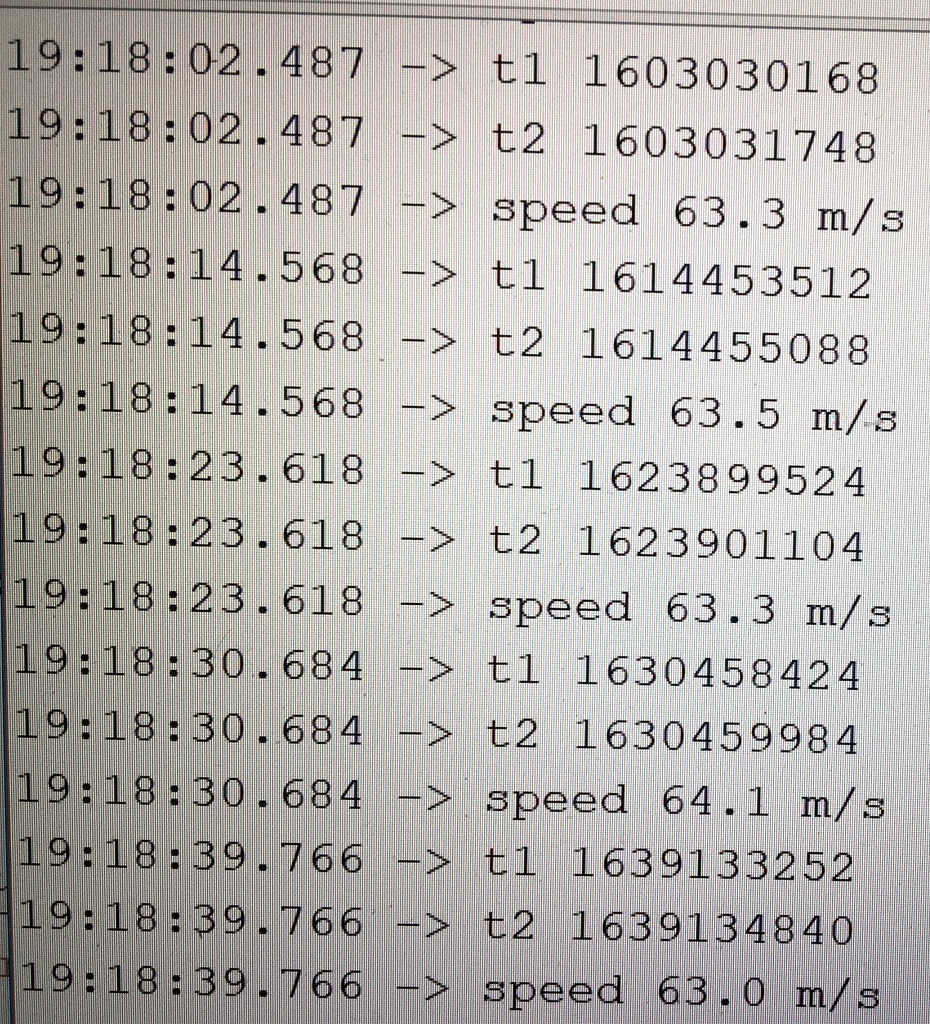 19:18:02.487 -> t1 1603030168
19:18:02.487 -> t2 1603031748
19:18:02.487 -> speed 63.3 m/s
19:18:14.568 -> t1 1614453512
19:18:14.568 -> t2 1614455088
19:18:14.568 -> speed 63.5 m/s
19:18:23.618 -> t1 1623899524
19:18:23.618 -> t2 1623901104
19:18:23.618 -> speed 63.3 m/s
19:18:30.684 -> t1 1630458424
19:18:30.684 -> t2 1630459984
19:18:30.684 -> speed 64.1 m/s
19:18:39.766 -> t1 1639133252
19:18:39.766 -> t2 1639134840
19:18:39.766 -> speed 63.0 m/s